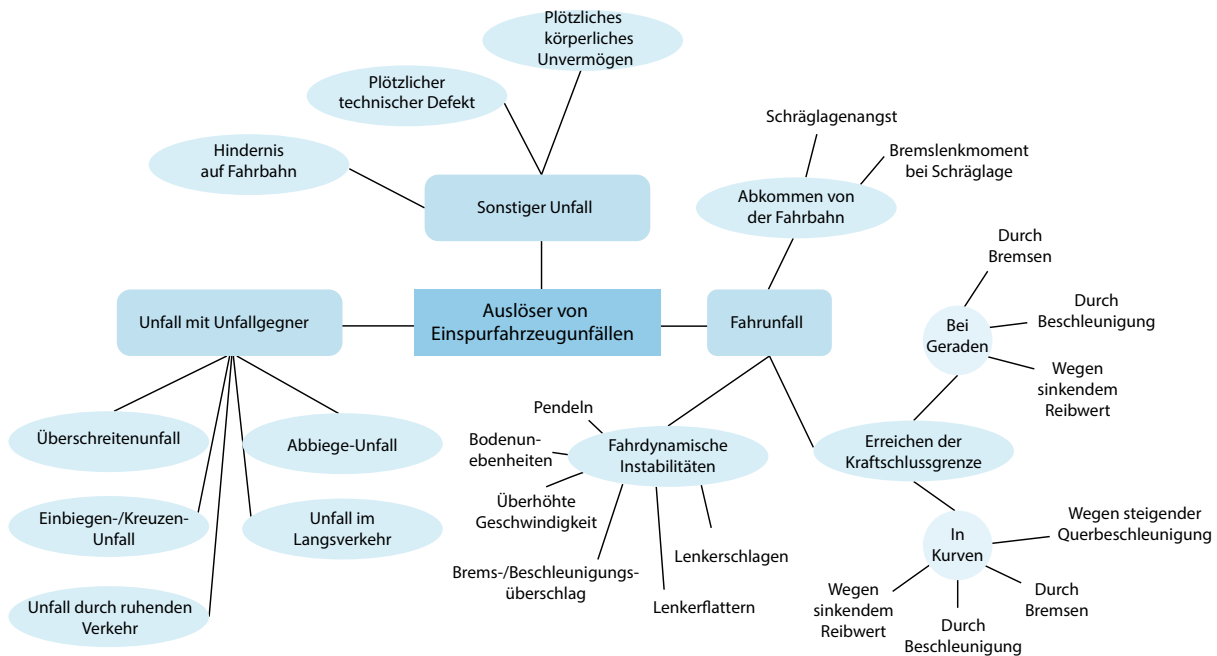 Plötzliches
körperliches
Unvermögen
Plötzlicher
technischer Defekt
Hindernis
auf Fahrbahn
Sonstiger Unfall
Schräglagenangst
Bremslenkmoment
bei Schräglage
Abkommen von
der Fahrbahn
Auslöser von
Einspurfahrzeugunfällen
Unfall mit Unfallgegner
Fahrunfall
Durch
Bremsen
Durch
Beschleunigung
Bei
Geraden
Wegen
sinkendem
Reibwert
Überschreitenunfall
Abbiege-Unfall
Einbiegen-/Kreuzen-
Unfall
Unfall im
Langsverkehr
Unfall durch ruhenden
Verkehr
Pendeln
Bodenun-
ebenheiten
Fahrdynamische
Instabilitäten
Überhöhte
Geschwindigkeit
Brems-/Beschleunigungs-
überschlag
Lenkerschlagen
Lenkerflattern
Erreichen der
Kraftschlussgrenze
In
Kurven
Wegen steigender
Querbeschleunigung
Wegen
sinkendem
Reibwert
Durch
Bremsen
Durch
Beschleunigung